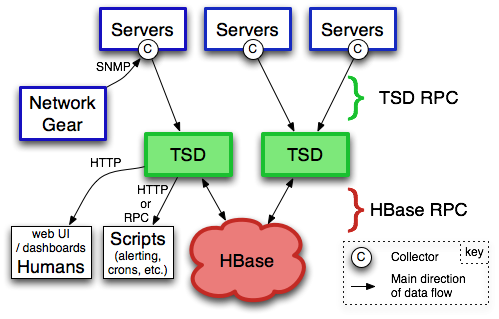 Servers
Servers
Servers
C
C
C
SNMP
Network
Gear
TSD RPC
TSD
TSD
HTTP
HTTP
or
RPC
HBase RPC
web UI
/ dashboards
Humans
Scripts
(alerting,
crons, etc.)
HBase
key
C
Collector
Main direction
of data flow